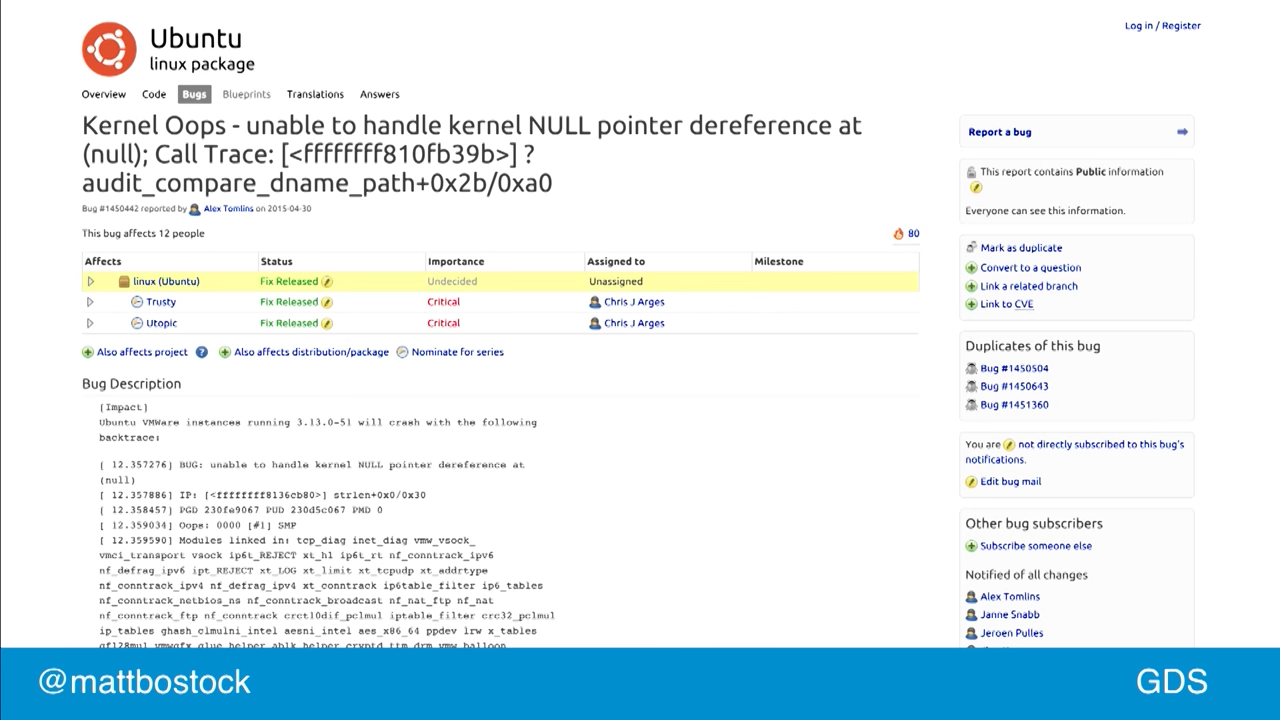 Ubuntu
linux package
Log in / Register
Overview Code Bugs Blueprints Translations Answers
Kernel Oops - unable to handle kernel NULL pointer dereference at
(null); Call Trace: [<ffffffff810fb39b>] ?
audit_compare_dname_path+0x2b/0xa0
Bug #1450442 reported by Alex Tomlins on 2015-04-30
This bug affects 12 people
80
Affects Status Importance Assigned to Milestone
linux (Ubuntu) Fix Released Undecided Unassigned
Trusty Fix Released Critical Chris J Arges
Utopic Fix Released Critical Chris J Arges
Also affects project ? Also affects distribution/package Nominate for series
Bug Description
[Impact]
Ubuntu VMWare instances running 3.13.0-51 will crash with the following
backtrace:
[ 12.357276] BUG: unable to handle kernel NULL pointer dereference at
(null)
[ 12.357886] IP: [<ffffffff8136cb80>] strlen+0x0/0x30
[ 12.358457] PGD 230fe9067 PUD 230d5c067 PMD 0
[ 12.359034] Oops: 0000 [#1] SMP
[ 12.359590] Modules linked in: tcp_diag inet_diag vmw_vsock_
vmci_transport vsock ip6t_REJECT xt_hl ip6t_rt nf_conntrack_ipv6
nf_defrag_ipv6 ipt_REJECT xt_LOG xt_limit xt_tcpudp xt_addrtype
nf_conntrack_ipv4 nf_defrag_ipv4 xt_conntrack ip6table_filter ip6_tables
nf_conntrack_netbios_ns nf_conntrack_broadcast nf_nat_ftp nf_nat
nf_conntrack_ftp nf_conntrack crct10dif_pclmul iptable_filter crc32_pclmul
ip_tables ghash_clmulni_intel aesni_intel aes_x86_64 ppdev lrw x_tables
gf128mul vmwgfx glue_helper ablk_helper cryptd ttm drm vmw_balloon
Report a bug
This report contains Public information
Everyone can see this information.
Mark as duplicate
Convert to a question
Link a related branch
Link to CVE
Duplicates of this bug
Bug #1450504
Bug #1450643
Bug #1451360
You are not directly subscribed to this bug's
notifications.
Edit bug mail
Other bug subscribers
Subscribe someone else
Notified of all changes
Alex Tomlins
Janne Snabb
Jeroen Pulles
@mattbostock
GDS